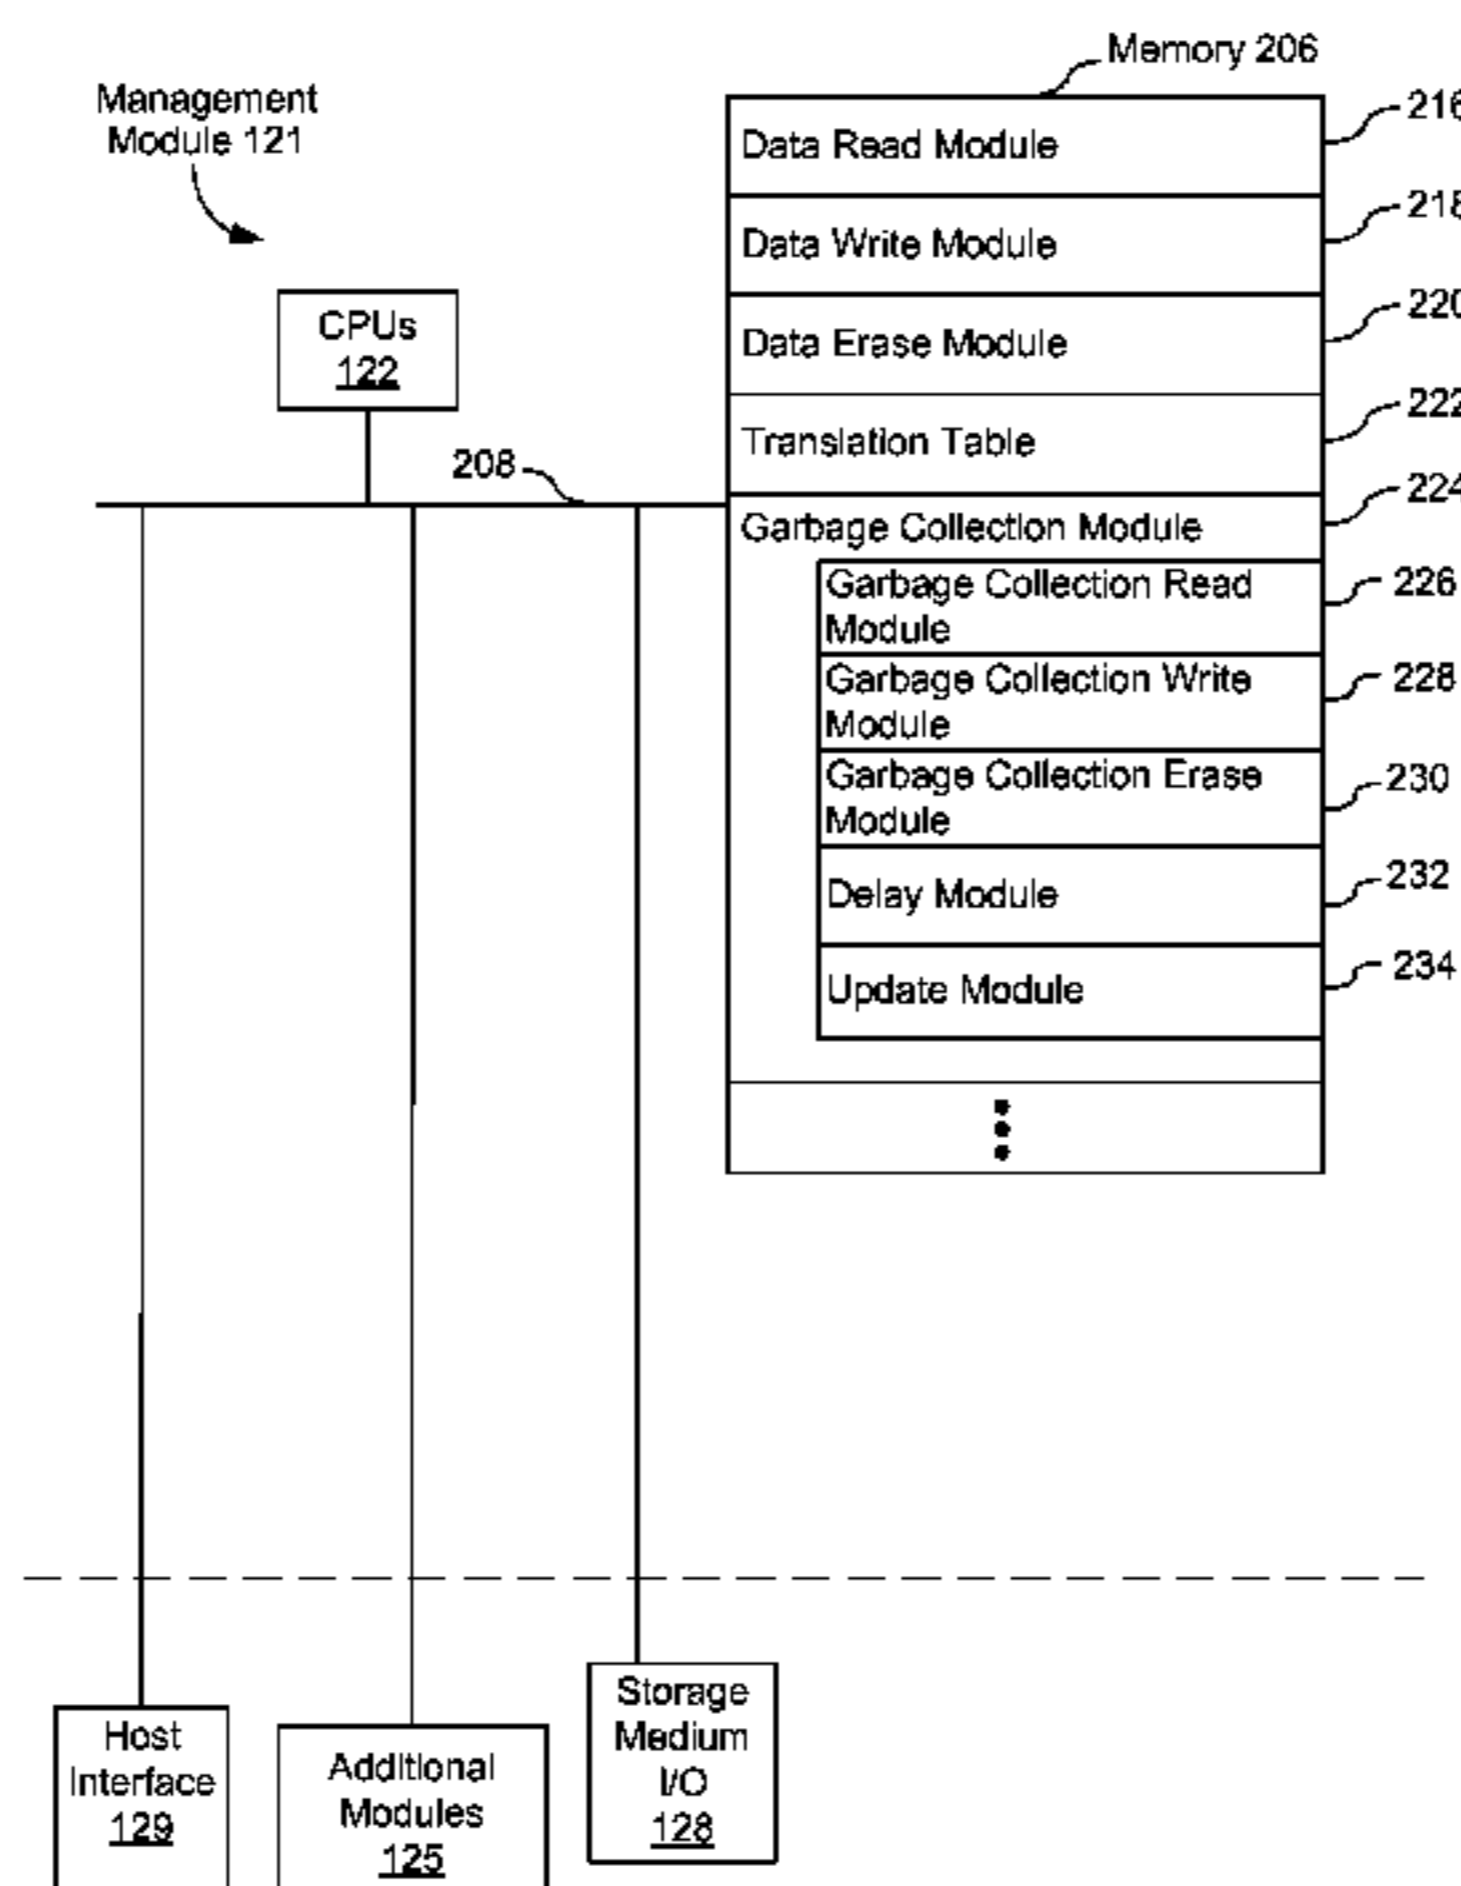 Memory 206
Management
Module 121
Data Read Module
216
Data Write Module
218
CPUs
122
Data Erase Module
220
Translation Table
222
208
Garbage Collection Module
224
Garbage Collection Read
Module
226
Garbage Collection Write
Module
228
Garbage Collection Erase
Module
230
Delay Module
232
Update Module
234
Host
Interface
129
Additional
Modules
125
Storage
Medium
I/O
128